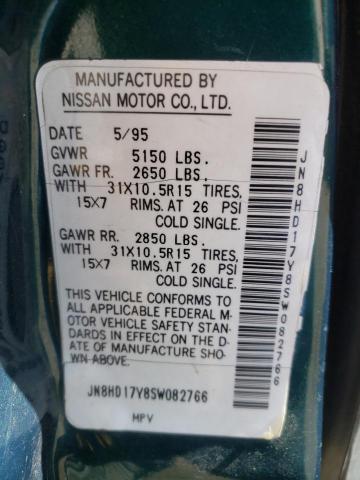 MANUFACTURED BY
NISSAN MOTOR CO., LTD.
DATE 5/95
GVWR 5150 LBS.
GAWR FR. 2650 LBS.
WITH 31X10.5R15 TIRES,
15X7 RIMS.AT 26 PSI
COLD SINGLE.
GAWR RR. 2850 LBS.
WITH 31X10.5R15 TIRES,
15X7 RIMS.AT 26 PSI
COLD SINGLE.
THIS VEHICLE CONFORMS TO
ALL APPLICABLE FEDERAL M-
OTOR VEHICLE SAFETY STAN-
DARDS IN EFFECT ON THE D-
ATE OF MANUFACTURE SHO-
WN ABOVE.
JN8HD17Y8SW082766
MPV
JN8HD17Y8SW082766